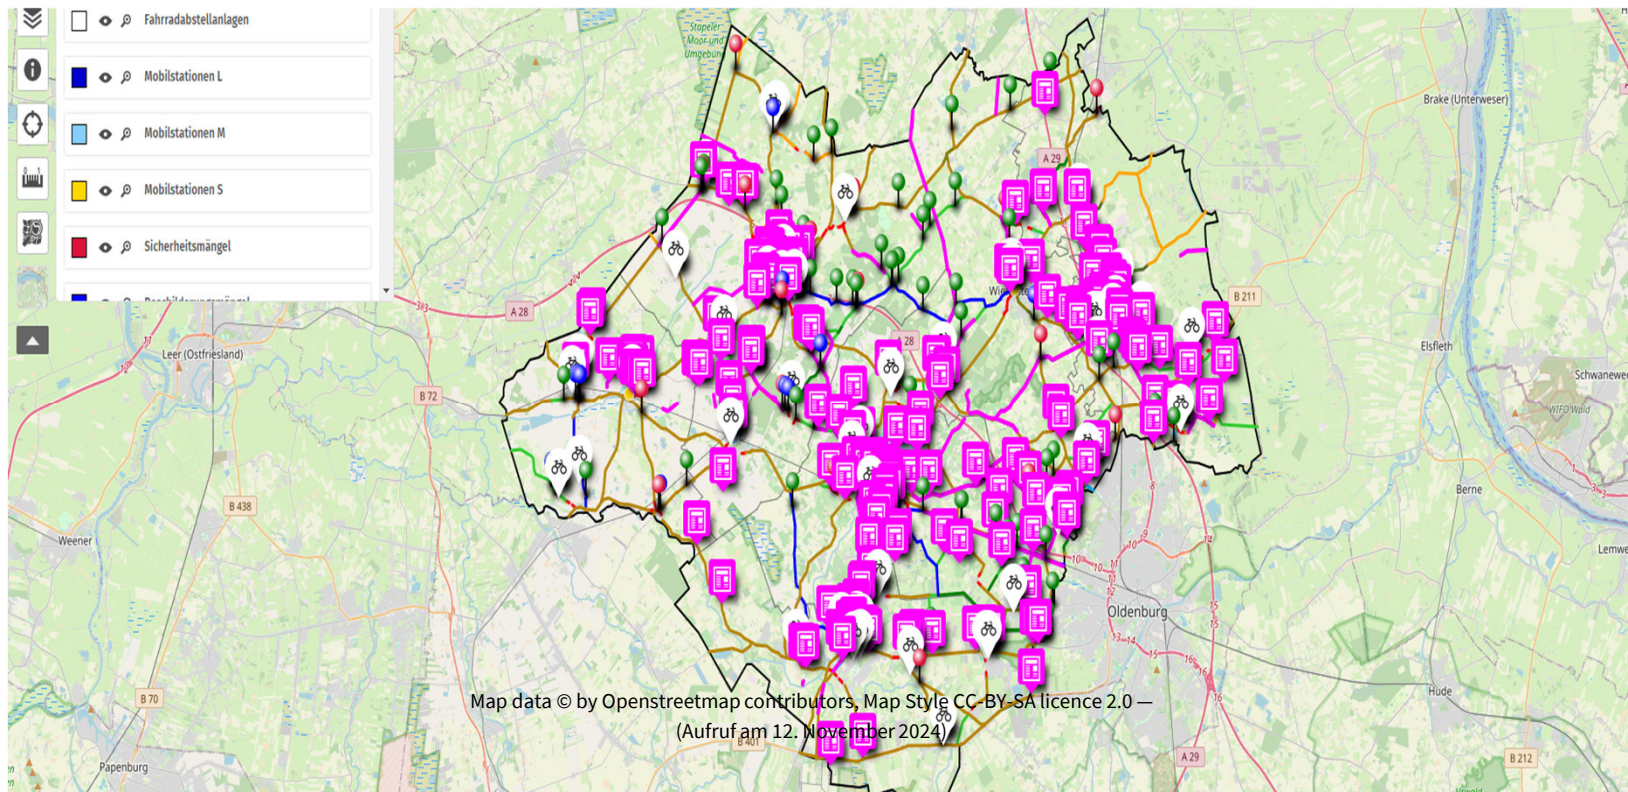 Fahrradabstellanlagen
Mobilstationen L
Mobilstationen M
Mobilstationen S
Sicherheitsmängel
Stapeler
Moor und
Umgebung
A 29
Brake (Unterweser)
B 211
Elsfleth
Schwanewe
WIFO Wald
Berne
Lemwe
A 28
28
Leer (Ostfriesland)
B 72
B 438
Weener
B 70
Papenburg
B 401
Oldenburg
Hude
A 29
B 212
Map data © by Openstreetmap contributors, Map Style CC-BY-SA licence 2.0 —
(Aufruf am 12. November 2024)